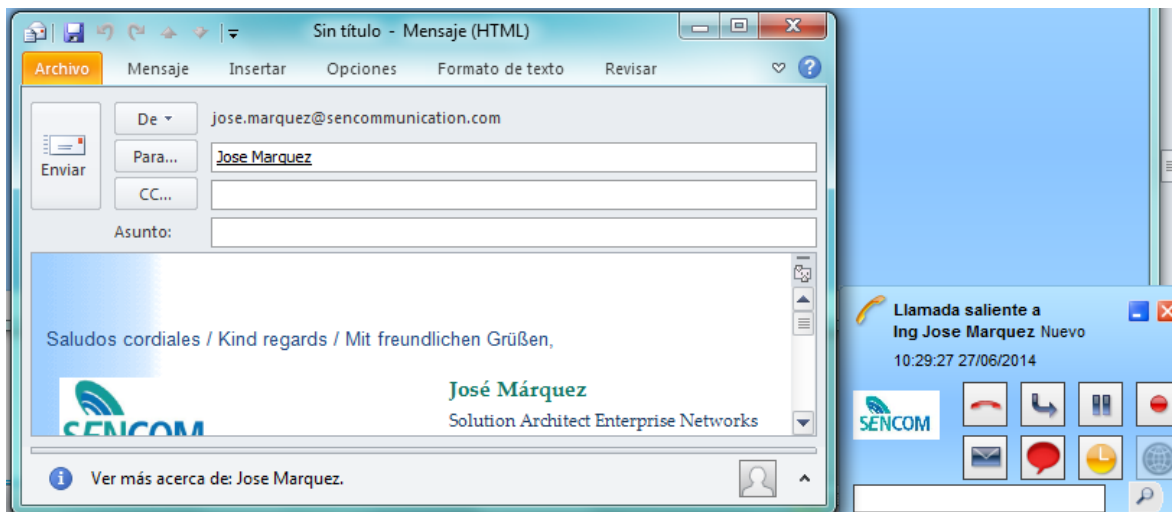 Sin título - Mensaje (HTML)
Archivo Mensaje Insertar Opciones Formato de texto Revisar
De jose.marquez@sencommunication.com
Enviar
Para... Jose Marquez
CC...
Asunto:
Saludos cordiales / Kind regards / Mit freundlichen Grüßen,
José Márquez
Solution Architect Enterprise Networks
SENCOM
Ver más acerca de: Jose Marquez.
Llamada saliente a
Ing Jose Marquez Nuevo
10:29:27 27/06/2014
SENCOM